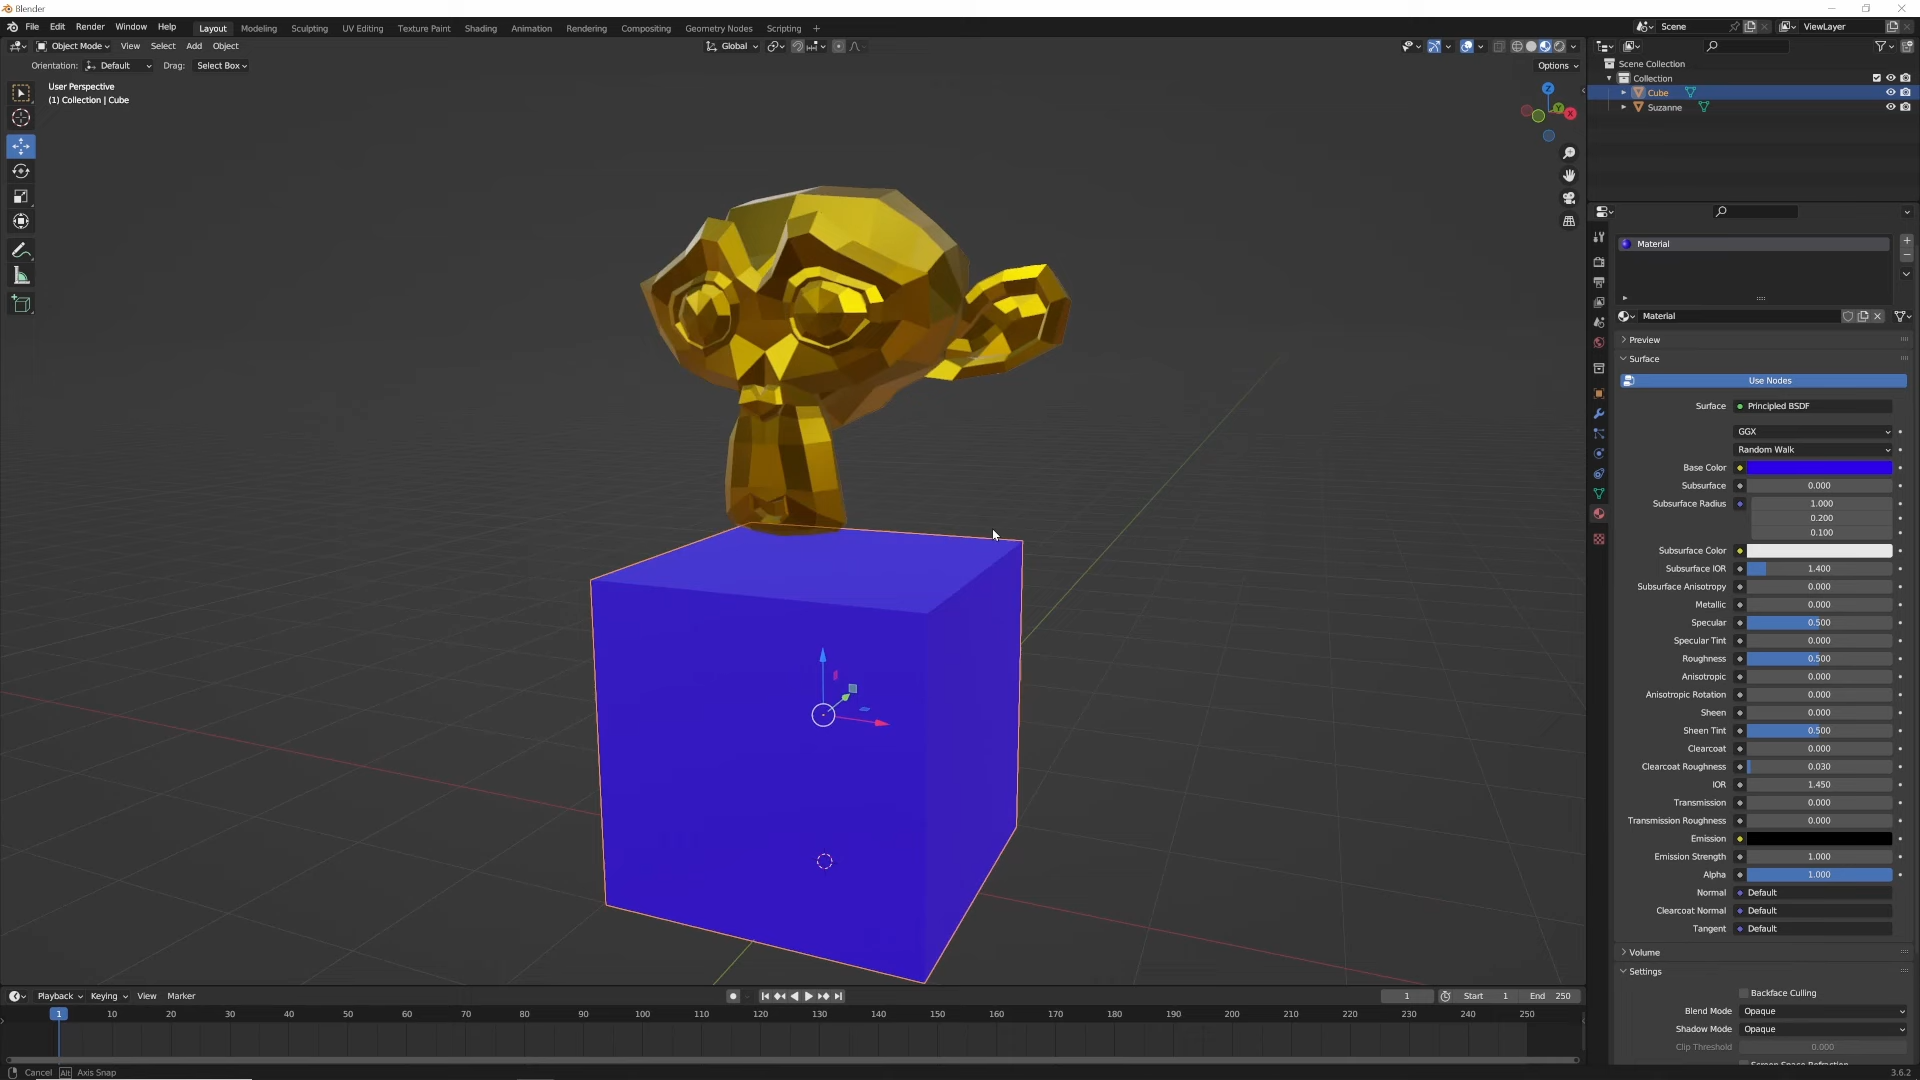 Blender
File Edit Render Window Help Layout Modeling Sculpting UV Editing Texture Paint Shading Animation Rendering Compositing Geometry Nodes Scripting + Scene ViewLayer
Object Mode View Select Add Object Global
Orientation: Default Drag: Select Box Options
User Perspective
(1) Collection | Cube
Z
Y
X
Scene Collection
Collection
Cube
Suzanne
Material
Material
Preview
Surface
Use Nodes
Surface Principled BSDF
GGX
Random Walk
Base Color
Subsurface 0.000
Subsurface Radius 1.000
0.200
0.100
Subsurface Color
Subsurface IOR 1.400
Subsurface Anisotropy 0.000
Metallic 0.000
Specular 0.500
Specular Tint 0.000
Roughness 0.500
Anisotropic 0.000
Anisotropic Rotation 0.000
Sheen 0.000
Sheen Tint 0.500
Clearcoat 0.000
Clearcoat Roughness 0.030
IOR 1.450
Transmission 0.000
Transmission Roughness 0.000
Emission
Emission Strength 1.000
Alpha 1.000
Normal Default
Clearcoat Normal Default
Tangent Default
Volume
Settings
Backface Culling
Blend Mode Opaque
Shadow Mode Opaque
Clip Threshold 0.000
Screen Space Refraction
Playback Keying View Marker 1 Start 1 End 250
1 10 20 30 40 50 60 70 80 90 100 110 120 130 140 150 160 170 180 190 200 210 220 230 240 250
Cancel Alt Axis Snap 3.6.2